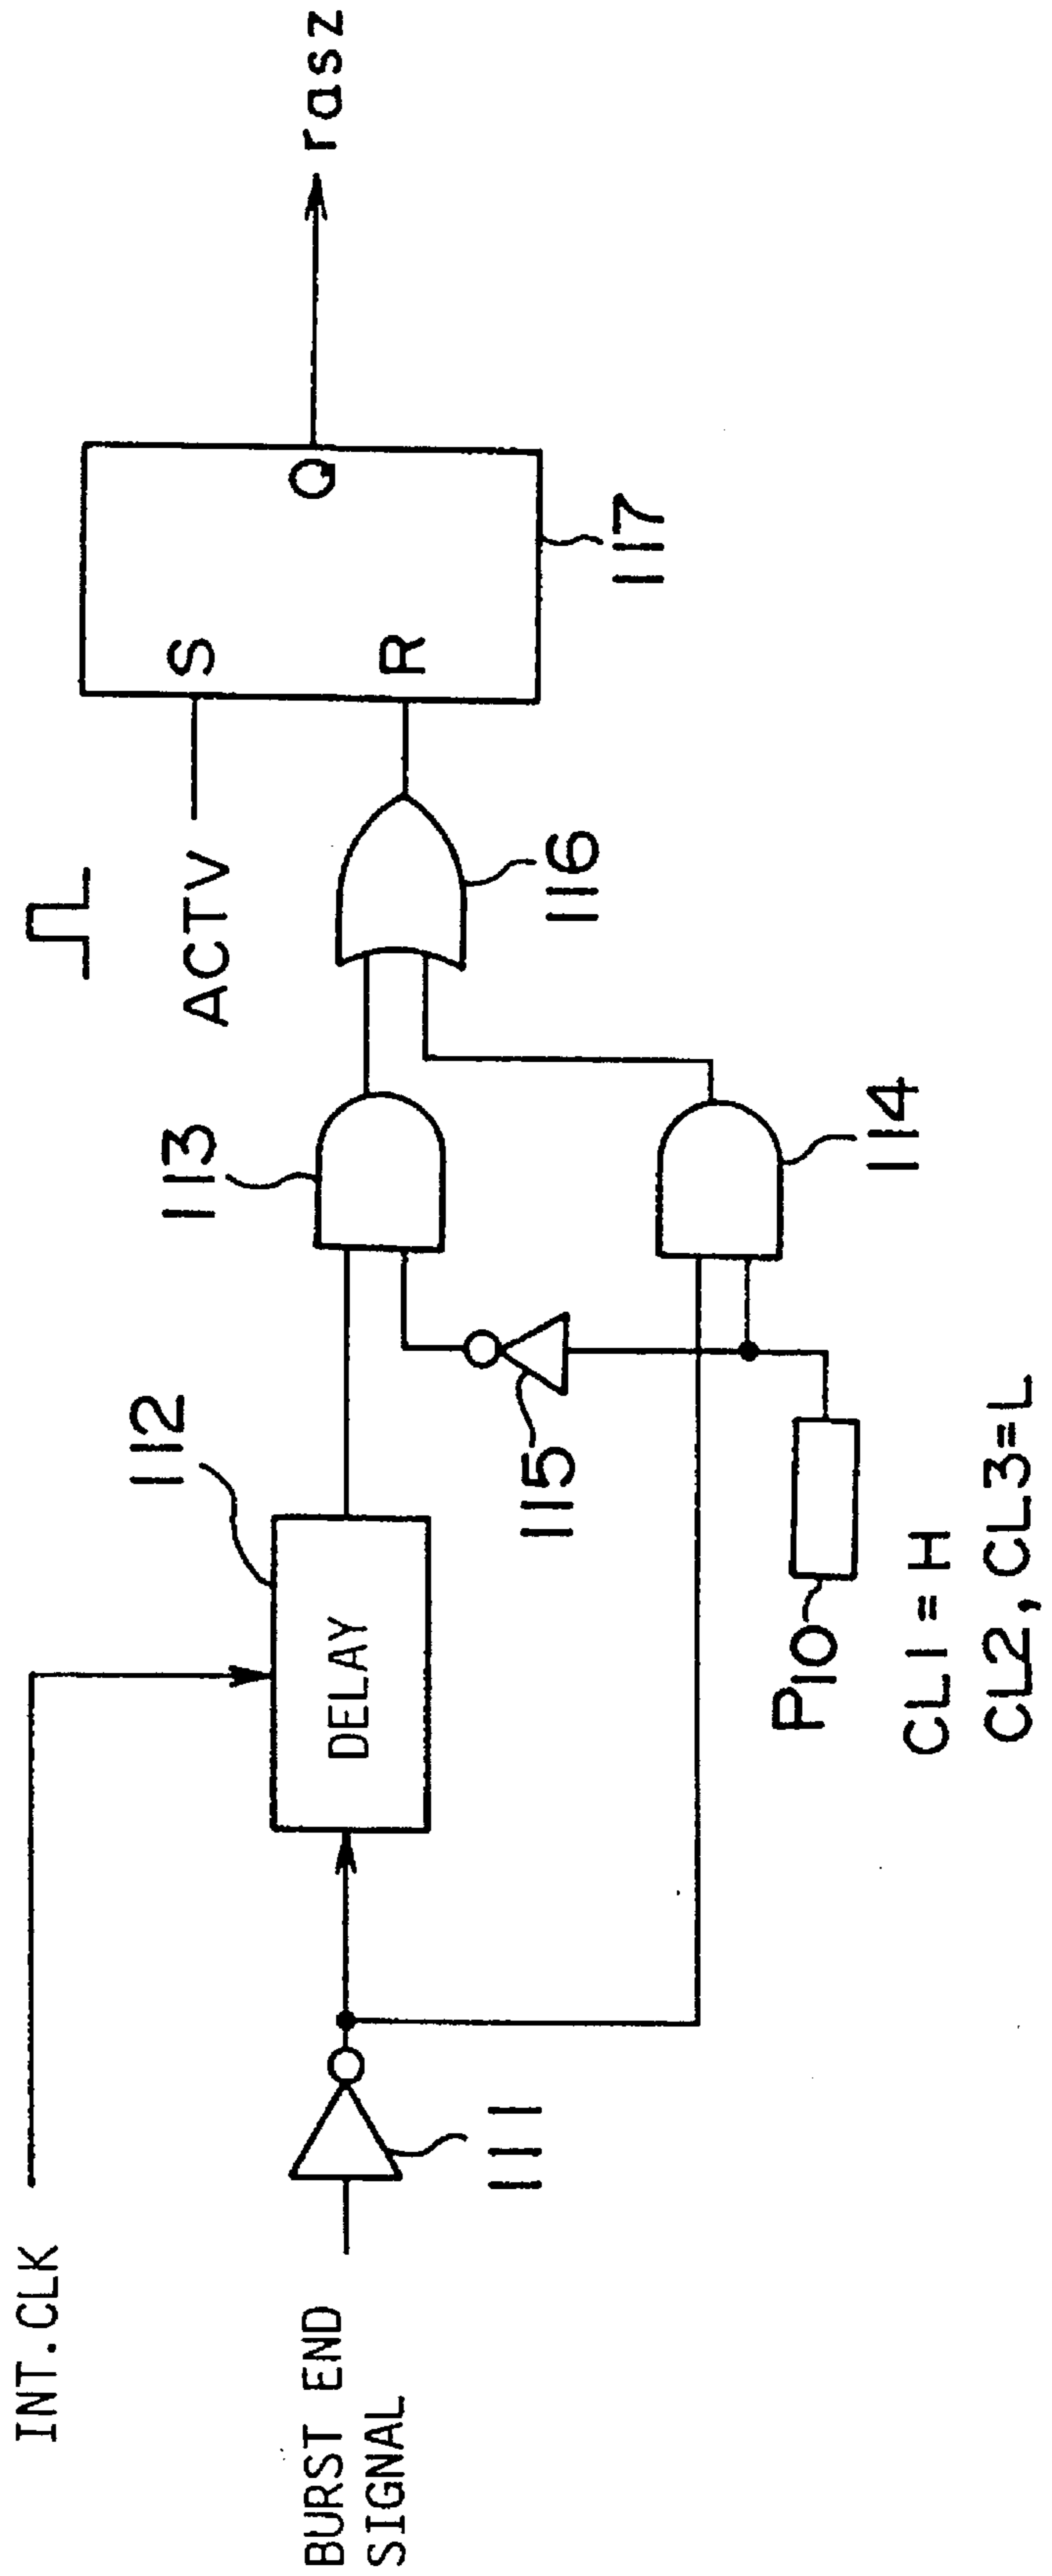 INT.CLK
BURST END
SIGNAL
111
112
DELAY
113
115
P10
CL1=H
CL2, CL3=L
114
116
ACTV
S
R
Q
117
rasz